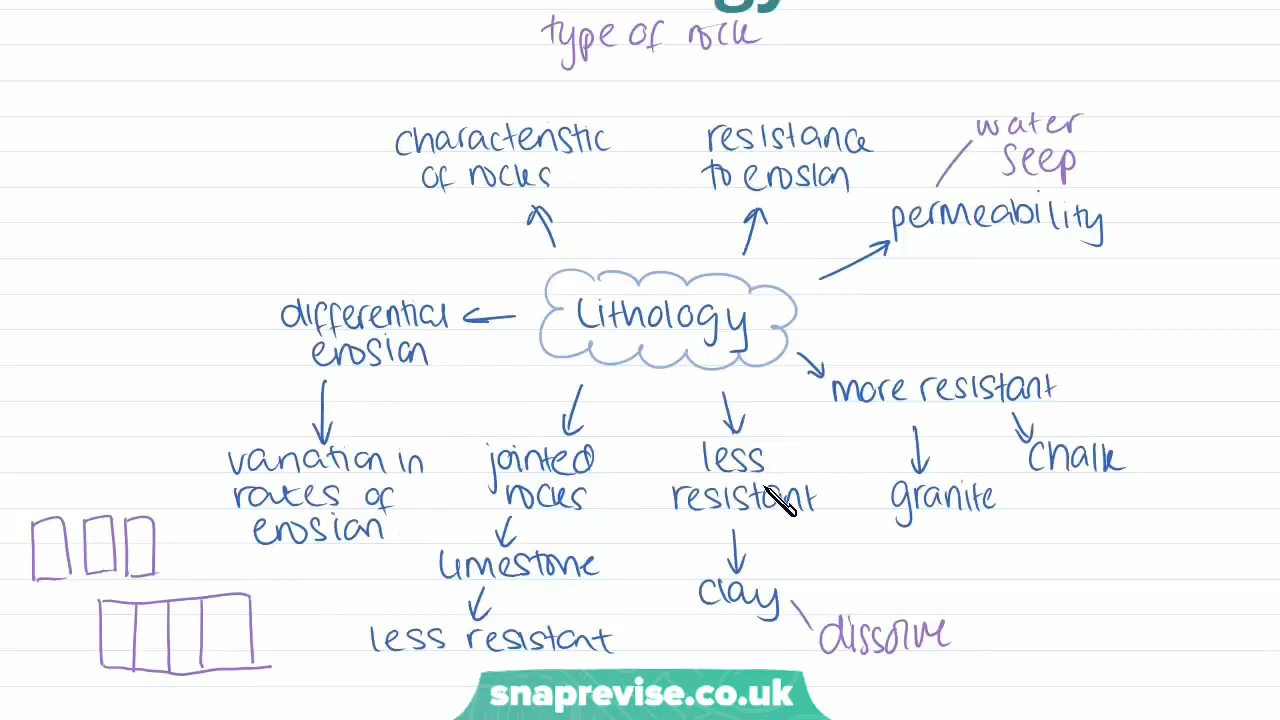 type of rock
characteristic
of rocks
resistance
to erosion
water
seep
permeability
Lithology
differential
erosion
variation in
rates of
erosion
jointed
rocks
limestone
less resistant
less
resistant
clay
dissolve
more resistant
granite
chalk
snaprevise.co.uk